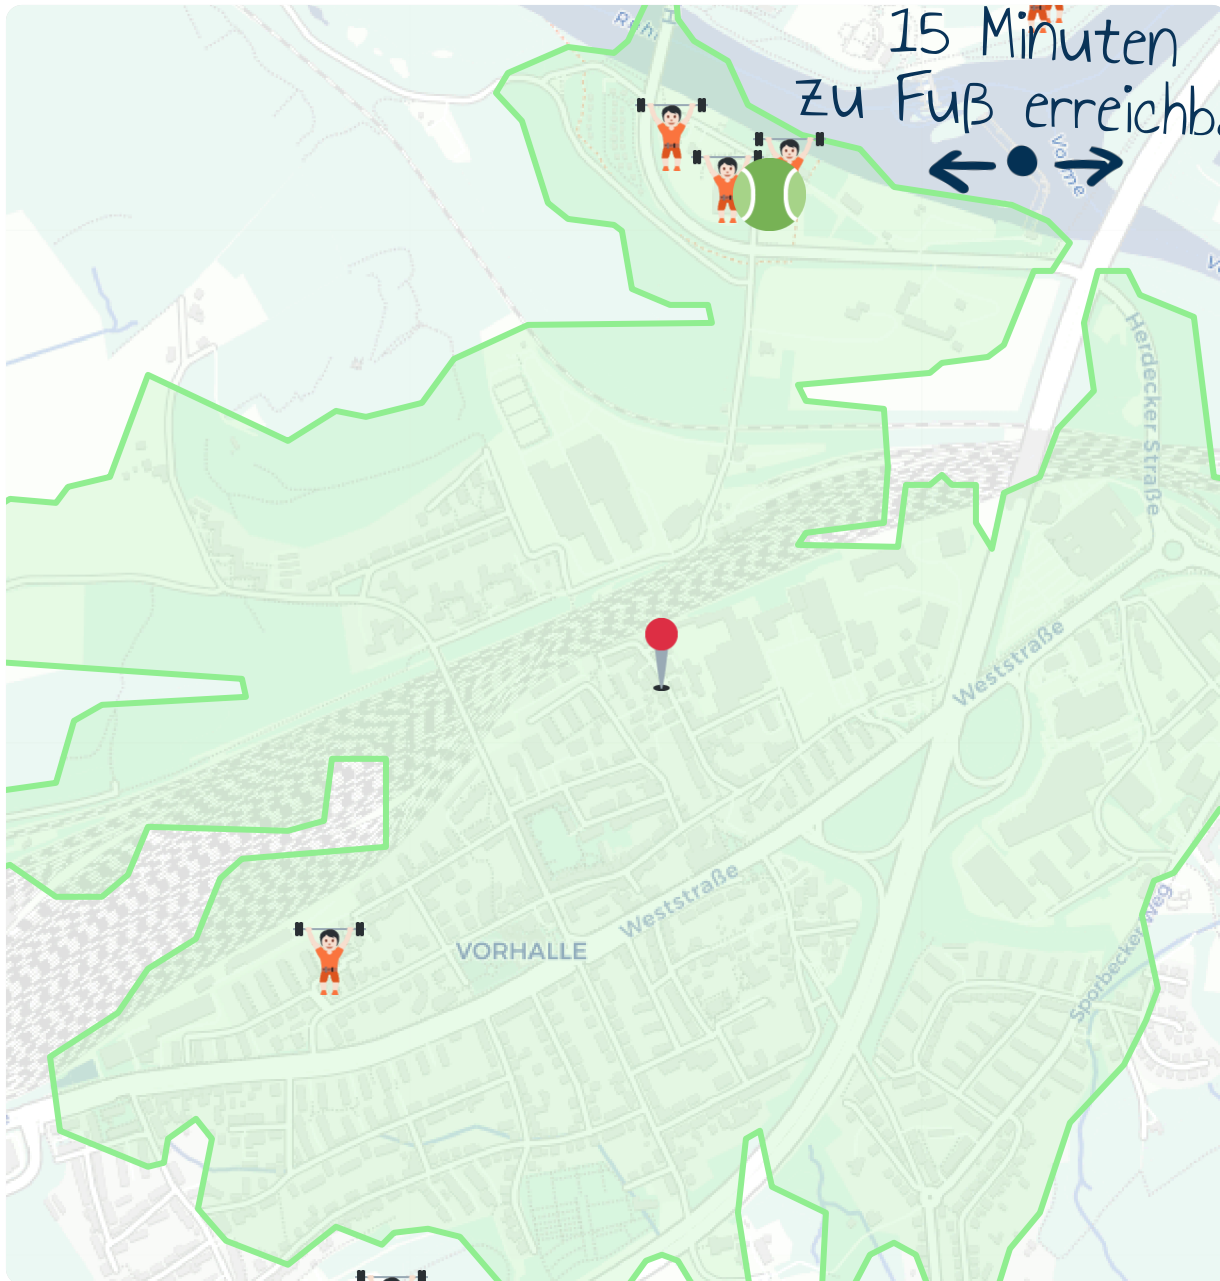 15 Minuten
zu Fuß erreichb
Volme
Herdecker Straße
Weststraße
Weststraße
VORHALLE
Sporbecker Weg